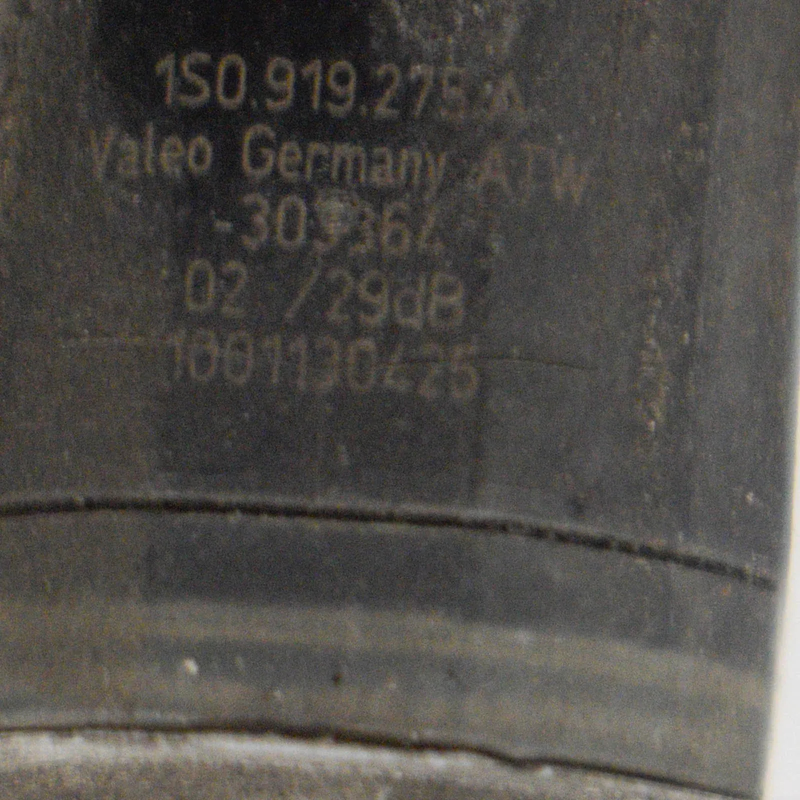 1S0.919.275.A
Valeo Germany ATW
02 /29dB
1001130425